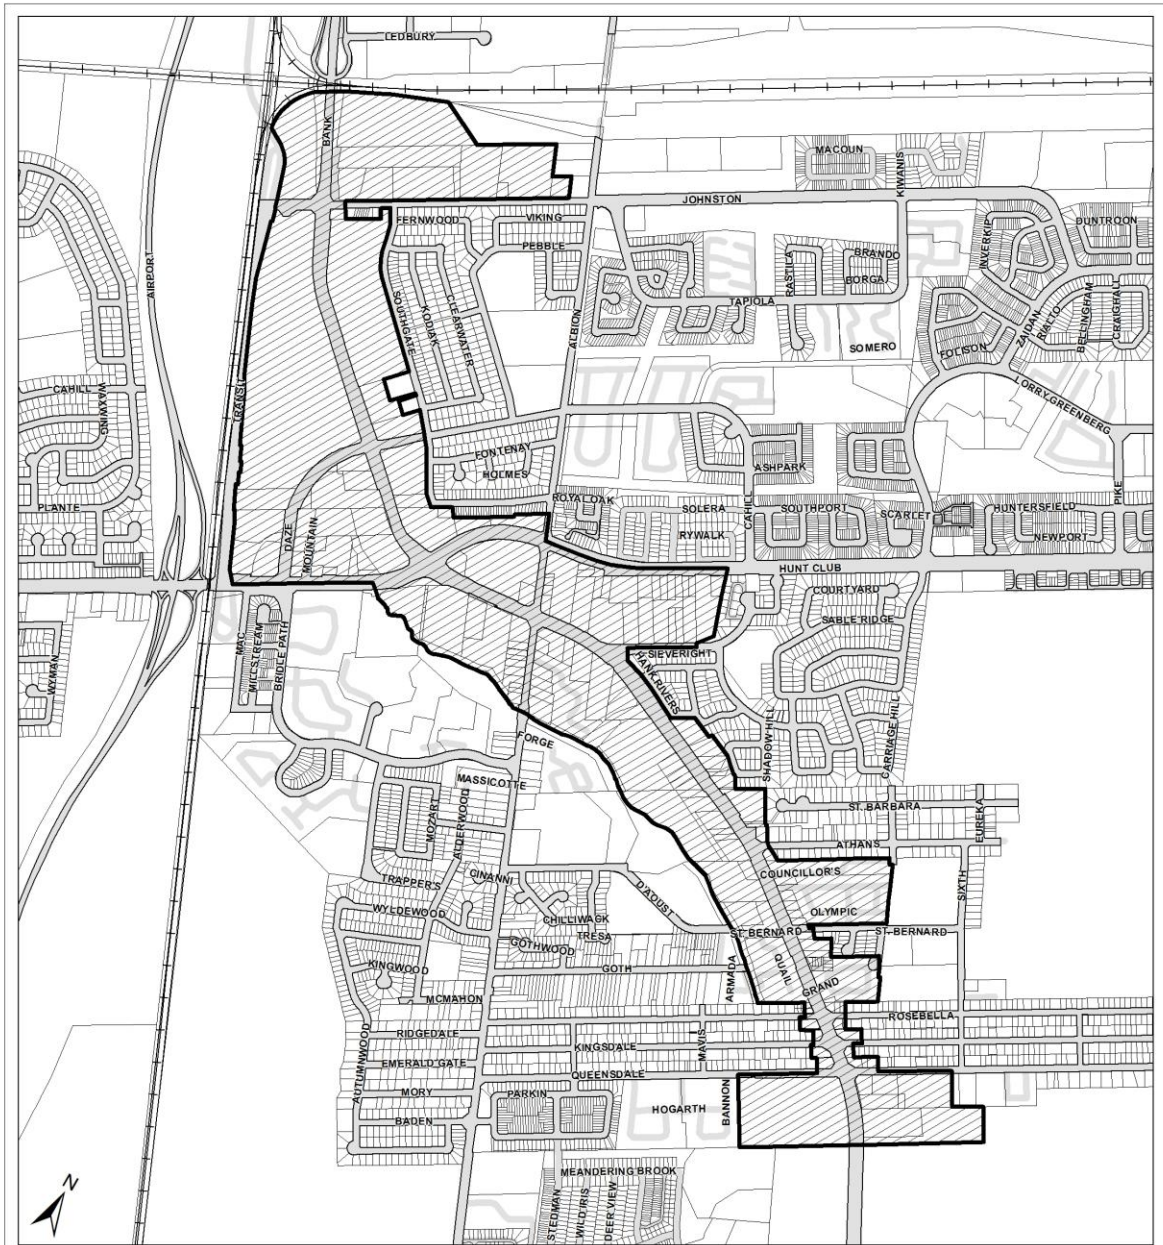 LEDBURY
BANK
MACOUN
KIWANIS
JOHNSTON
FERNWOOD
VIKING
DUNTROON
INVERKIP
PEBBLE
AIRPORT
RASTILA
BRANDO
BORGA
CLEARWATER
KODIAK
SOUTHGATE
TAPIOLA
ALBION
ZAIDAN
RIALTO
BELLINGHAM
CRAIGHALL
SOMERO
FOLISON
LORRY GREENBERG
CAHILL
WAXWING
TRANSIT
FONTENAY
HOLMES
ASHPARK
PIKE
ROYAL OAK
SOLERA
CAHILL
SOUTHPORT
SCARLET
HUNTERSFIELD
PLANTE
DAZE
MOUNTAIN
RYWALK
NEWPORT
HUNT CLUB
COURTYARD
SABLE RIDGE
WYMAN
MAC
MILLSTREAM
BRIDLE PATH
SIEVERIGHT
HANK RIVERS
SHADOW HILL
CARRIAGE HILL
FORGE
MASSICOTTE
MOZART
ALDERWOOD
ST. BARBARA
EUREKA
ATHANS
TRAPPER'S
CINANNI
COUNCILLOR'S
SIXTH
D'AOUST
WYLDEWOOD
CHILLIWACK
TRESA
OLYMPIC
ST. BERNARD
ST. BERNARD
GOTHWOOD
KINGWOOD
GOTH
ARMADA
QUAIL
GRAND
MCMAHON
ROSEBELLA
RIDGEDALE
AUTUMNWOOD
KINGSDALE
MAVIS
EMERALD GATE
QUEENSDALE
MORY
PARKIN
HOGARTH
BANNON
BADEN
MEANDERING BROOK
STEDMAN
WILD IRIS
DEER VIEW
N